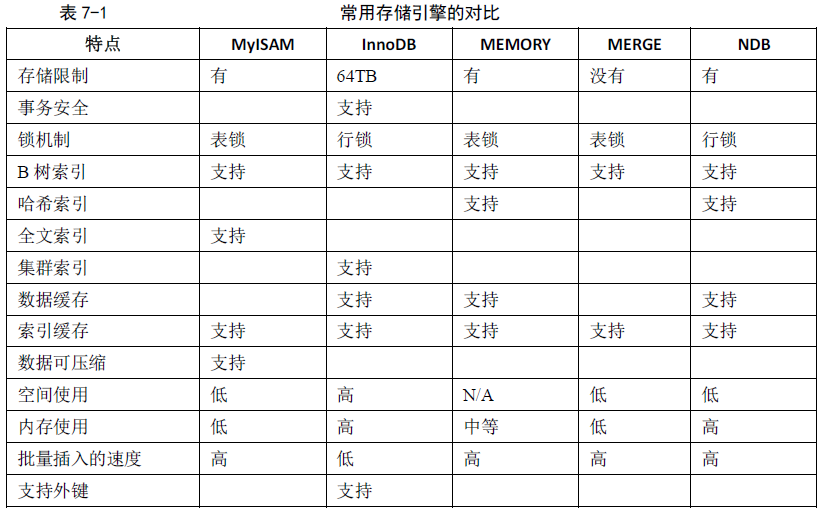 表 7-1 常用存储引擎的对比
特点 MyISAM InnoDB MEMORY MERGE NDB
存储限制 有 64TB 有 没有 有
事务安全 支持
锁机制 表锁 行锁 表锁 表锁 行锁
B 树索引 支持 支持 支持 支持 支持
哈希索引 支持 支持
全文索引 支持
集群索引 支持
数据缓存 支持 支持 支持
索引缓存 支持 支持 支持 支持 支持
数据可压缩 支持
空间使用 低 高 N/A 低 低
内存使用 低 高 中等 低 高
批量插入的速度 高 低 高 高 高
支持外键 支持